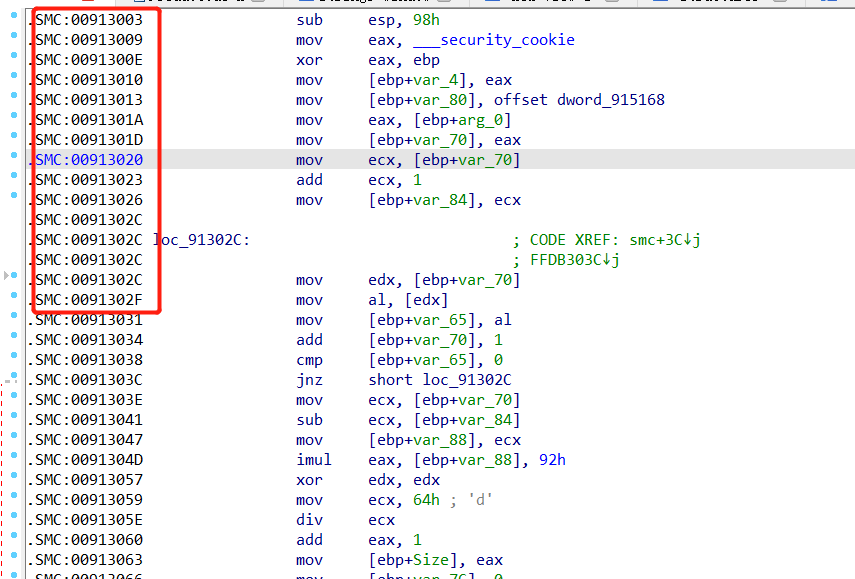 .SMC:00913003 sub esp, 98h
.SMC:00913009 mov eax, ___security_cookie
.SMC:0091300E xor eax, ebp
.SMC:00913010 mov [ebp+var_4], eax
.SMC:00913013 mov [ebp+var_80], offset dword_915168
.SMC:0091301A mov eax, [ebp+arg_0]
.SMC:0091301D mov [ebp+var_70], eax
.SMC:00913020 mov ecx, [ebp+var_70]
.SMC:00913023 add ecx, 1
.SMC:00913026 mov [ebp+var_84], ecx
.SMC:0091302C
.SMC:0091302C loc_91302C: ; CODE XREF: smc+3C↓j
.SMC:0091302C ; FFDB303C↓j
.SMC:0091302C mov edx, [ebp+var_70]
.SMC:0091302F mov al, [edx]
.SMC:00913031 mov [ebp+var_65], al
.SMC:00913034 add [ebp+var_70], 1
.SMC:00913038 cmp [ebp+var_65], 0
.SMC:0091303C jnz short loc_91302C
.SMC:0091303E mov ecx, [ebp+var_70]
.SMC:00913041 sub ecx, [ebp+var_84]
.SMC:00913047 mov [ebp+var_88], ecx
.SMC:0091304D imul eax, [ebp+var_88], 92h
.SMC:00913057 xor edx, edx
.SMC:00913059 mov ecx, 64h ; 'd'
.SMC:0091305E div ecx
.SMC:00913060 add eax, 1
.SMC:00913063 mov [ebp+Size], eax
.SMC:00913066 mov [ebp+var_7C], 0